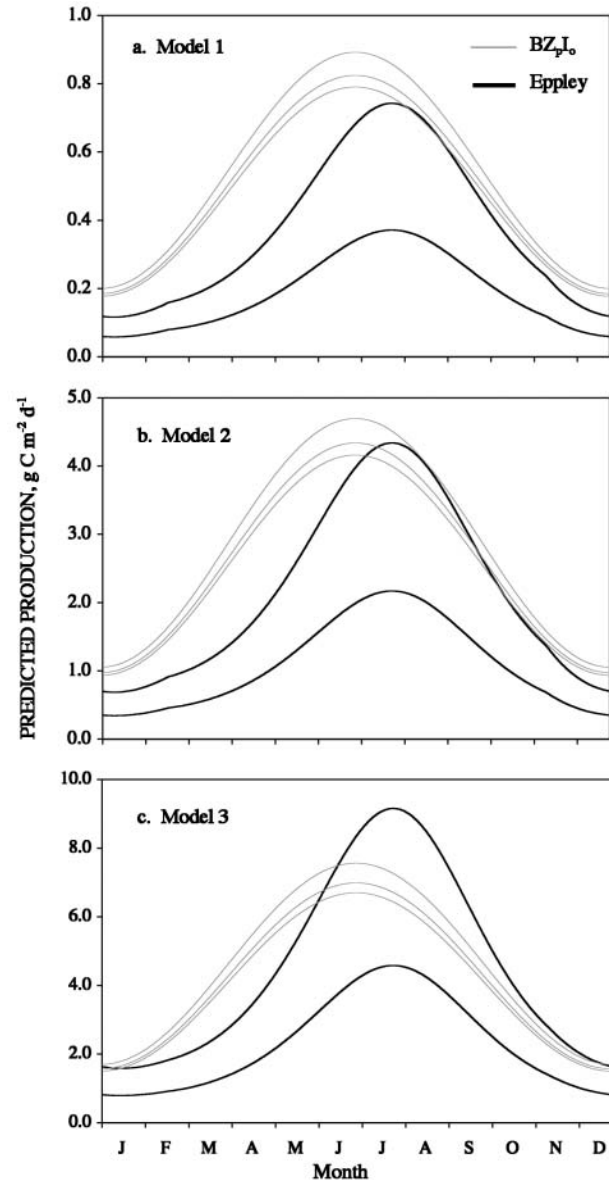 PREDICTED PRODUCTION, g C m⁻² d⁻¹
1.0
0.8
0.6
0.4
0.2
0.0
a. Model 1
BZₚIₒ
Eppley
5.0
4.0
3.0
2.0
1.0
0.0
b. Model 2
10.0
8.0
6.0
4.0
2.0
0.0
c. Model 3
J F M A M J J A S O N D
Month